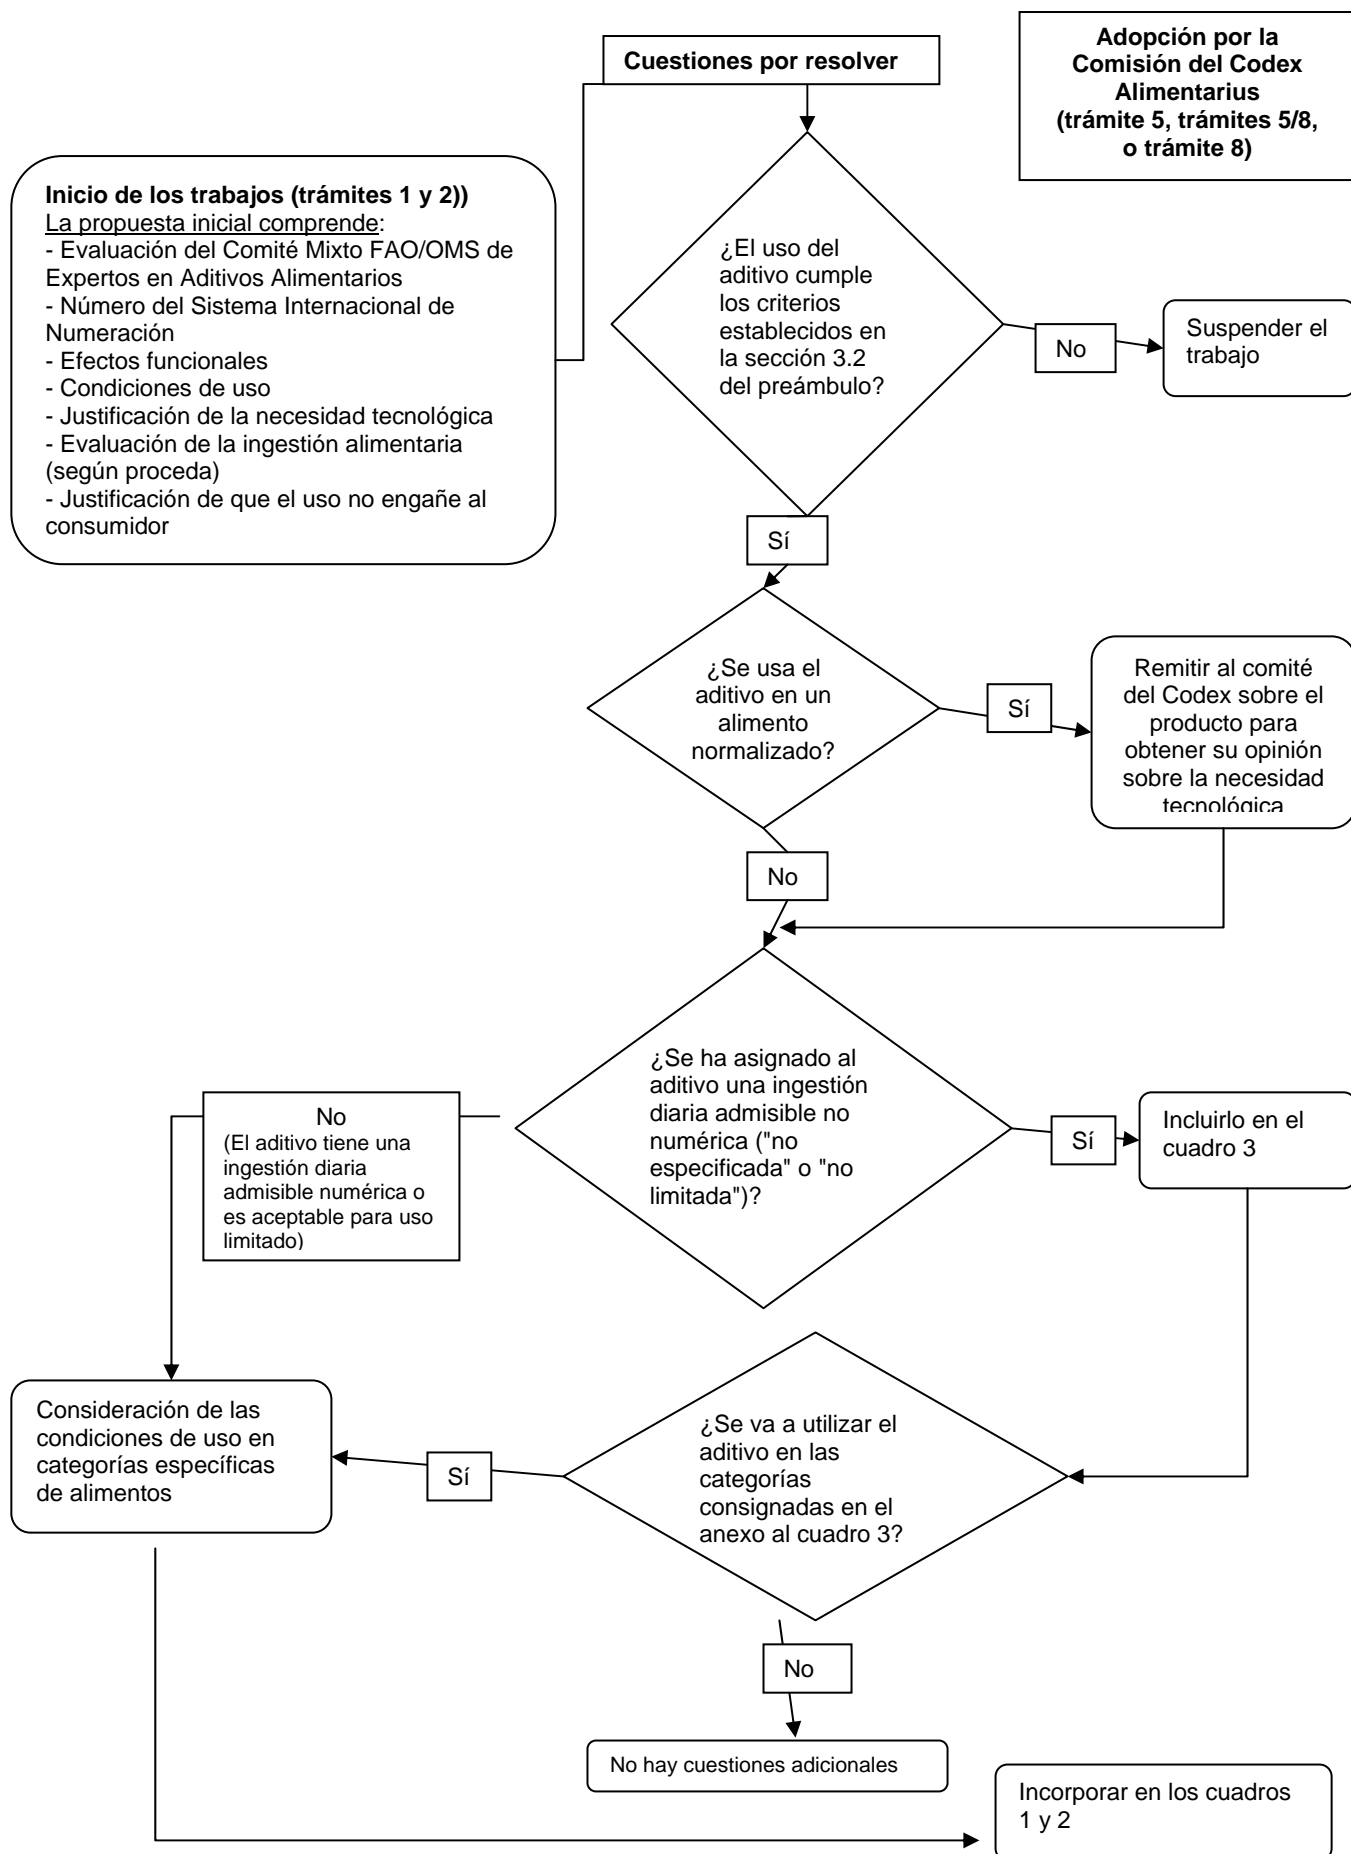 Cuestiones por resolver
Adopción por la
Comisión del Codex
Alimentarius
(trámite 5, trámites 5/8,
o trámite 8)
Inicio de los trabajos (trámites 1 y 2))
La propuesta inicial comprende:
- Evaluación del Comité Mixto FAO/OMS de
Expertos en Aditivos Alimentarios
- Número del Sistema Internacional de
Numeración
- Efectos funcionales
- Condiciones de uso
- Justificación de la necesidad tecnológica
- Evaluación de la ingestión alimentaria
(según proceda)
- Justificación de que el uso no engañe al
consumidor
¿El uso del
aditivo cumple
los criterios
establecidos en
la sección 3.2
del preámbulo?
No
Suspender el
trabajo
Sí
¿Se usa el
aditivo en un
alimento
normalizado?
Sí
Remitir al comité
del Codex sobre el
producto para
obtener su opinión
sobre la necesidad
tecnológica
No
¿Se ha asignado al
aditivo una ingestión
diaria admisible no
numérica ("no
especificada" o "no
limitada")?
No
(El aditivo tiene una
ingestión diaria
admisible numérica o
es aceptable para uso
limitado)
Sí
Incluirlo en el
cuadro 3
Consideración de las
condiciones de uso en
categorías específicas
de alimentos
Sí
¿Se va a utilizar el
aditivo en las
categorías
consignadas en el
anexo al cuadro 3?
No
No hay cuestiones adicionales
Incorporar en los cuadros
1 y 2